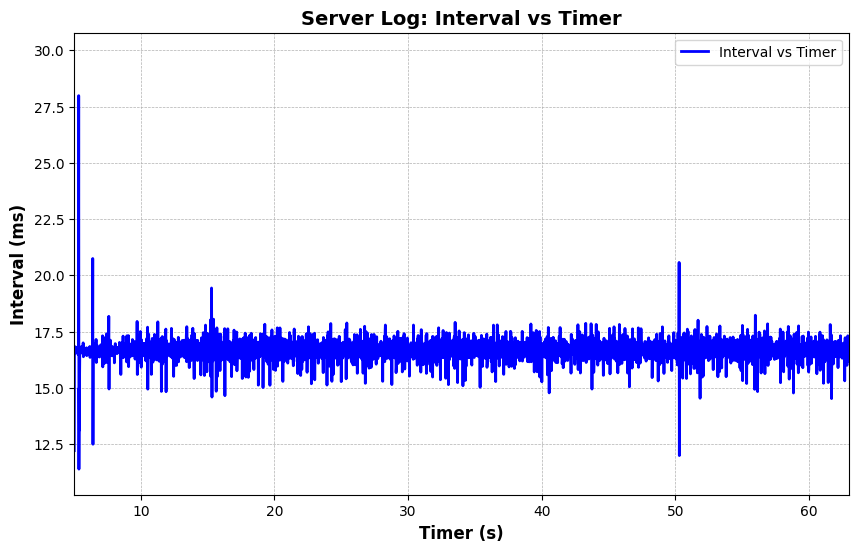 Server Log: Interval vs Timer
Interval vs Timer
30.0
27.5
25.0
22.5
20.0
17.5
15.0
12.5
Interval (ms)
10 20 30 40 50 60
Timer (s)